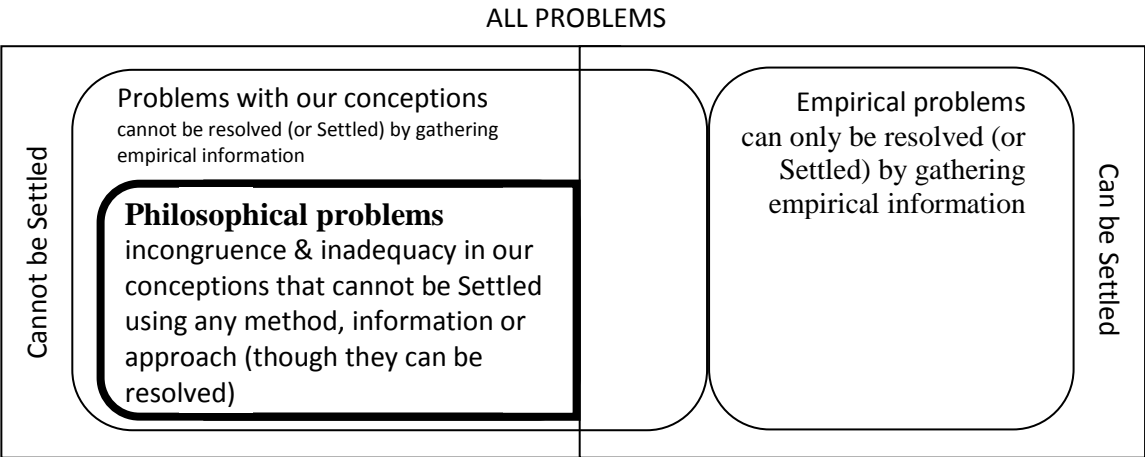 ALL PROBLEMS
Cannot be Settled
Problems with our conceptions
cannot be resolved (or Settled) by gathering
empirical information
Philosophical problems
incongruence & inadequacy in our
conceptions that cannot be Settled
using any method, information or
approach (though they can be
resolved)
Empirical problems
can only be resolved (or
Settled) by gathering
empirical information
Can be Settled